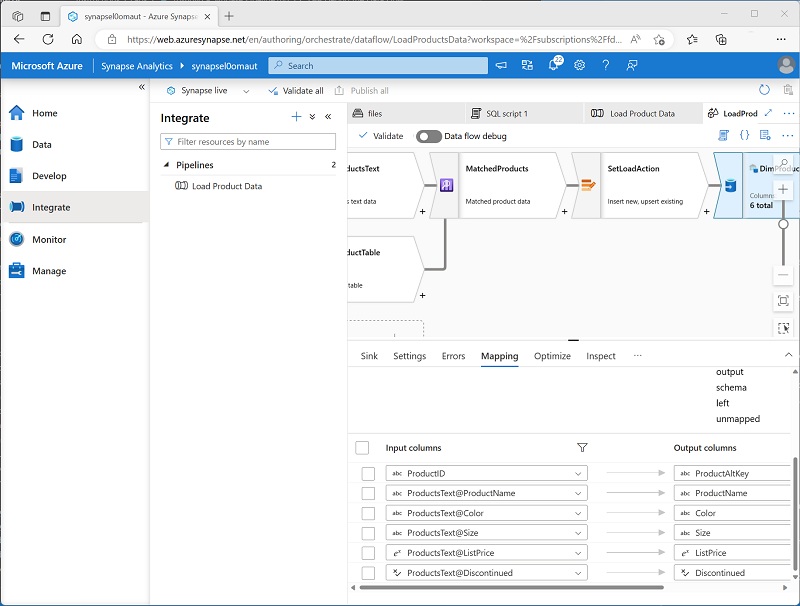 synapsel0omaut - Azure Synapse
https://web.azuresynapse.net/en/authoring/orchestrate/dataflow/LoadProductsData?workspace=%2Fsubscriptions%2Ffd...
Microsoft Azure
Synapse Analytics
synapsel0omaut
Search
22
Synapse live
Validate all
Publish all
Home
Data
Develop
Integrate
Monitor
Manage
Integrate
Filter resources by name
Pipelines
2
Load Product Data
files
SQL script 1
Load Product Data
LoadProd
Validate
Data flow debug
ductsText
MatchedProducts
SetLoadAction
DimProduc
s text data
Matched product data
Insert new, upsert existing
Columns
6 total
ductTable
table
Sink
Settings
Errors
Mapping
Optimize
Inspect
output
schema
left
unmapped
Input columns
Output columns
abc ProductID
abc ProductAltKey
abc ProductsText@ProductName
abc ProductName
abc ProductsText@Color
abc Color
abc ProductsText@Size
abc Size
eˣ ProductsText@ListPrice
eˣ ListPrice
ProductsText@Discontinued
Discontinued